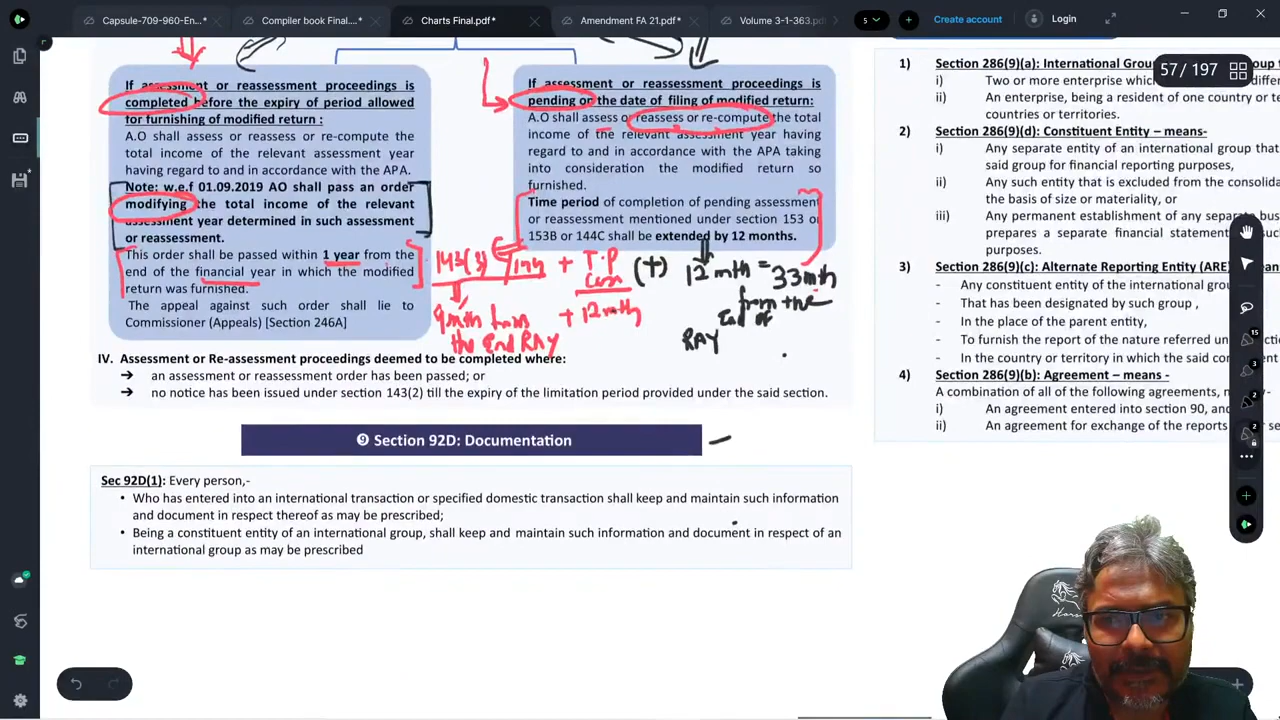 Capsule-709-960-En...*
Compiler book Final....*
Charts Final.pdf*
Amendment FA 21.pdf*
Volume 3-1-363.pd
5
Create account
Login
57 / 197
If assessment or reassessment proceedings is
completed before the expiry of period allowed
for furnishing of modified return :
A.O shall assess or reassess or re-compute the
total income of the relevant assessment year
having regard to and in accordance with the APA.
Note: w.e.f 01.09.2019 AO shall pass an order
modifying the total income of the relevant
assessment year determined in such assessment
or reassessment.
This order shall be passed within 1 year from the
end of the financial year in which the modified
return was furnished.
The appeal against such order shall lie to
Commissioner (Appeals) [Section 246A]
If assessment or reassessment proceedings is
pending on the date of filing of modified return:
A.O shall assess or reassess or re-compute the total
income of the relevant assessment year having
regard to and in accordance with the APA taking
into consideration the modified return so
furnished.
Time period of completion of pending assessment
or reassessment mentioned under section 153 or
153B or 144C shall be extended by 12 months.
143(3)/144 + T.P Case (+) 12 mth = 33mth
9 mth from the End RAY
+ 12 mth
from the End of
RAY
IV. Assessment or Re-assessment proceedings deemed to be completed where:
→ an assessment or reassessment order has been passed; or
→ no notice has been issued under section 143(2) till the expiry of the limitation period provided under the said section.
❾ Section 92D: Documentation
Sec 92D(1): Every person,-
• Who has entered into an international transaction or specified domestic transaction shall keep and maintain such information
and document in respect thereof as may be prescribed;
• Being a constituent entity of an international group, shall keep and maintain such information and document in respect of an
international group as may be prescribed
1) Section 286(9)(a): International Grou
i) Two or more enterprise whic
ii) An enterprise, being a resident of one country or te
countries or territories.
2) Section 286(9)(d): Constituent Entity – means-
i) Any separate entity of an international group that
said group for financial reporting purposes,
ii) Any such entity that is excluded from the consolida
the basis of size or materiality, or
iii) Any permanent establishment of any separate bus
prepares a separate financial statement
purposes.
3) Section 286(9)(c): Alternate Reporting Entity (ARE)
- Any constituent entity of the international grou
- That has been designated by such group ,
- In the place of the parent entity,
- To furnish the report of the nature referred un
- In the country or territory in which the said co
4) Section 286(9)(b): Agreement – means -
A combination of all of the following agreements,
i) An agreement entered into section 90, an
ii) An agreement for exchange of the reports